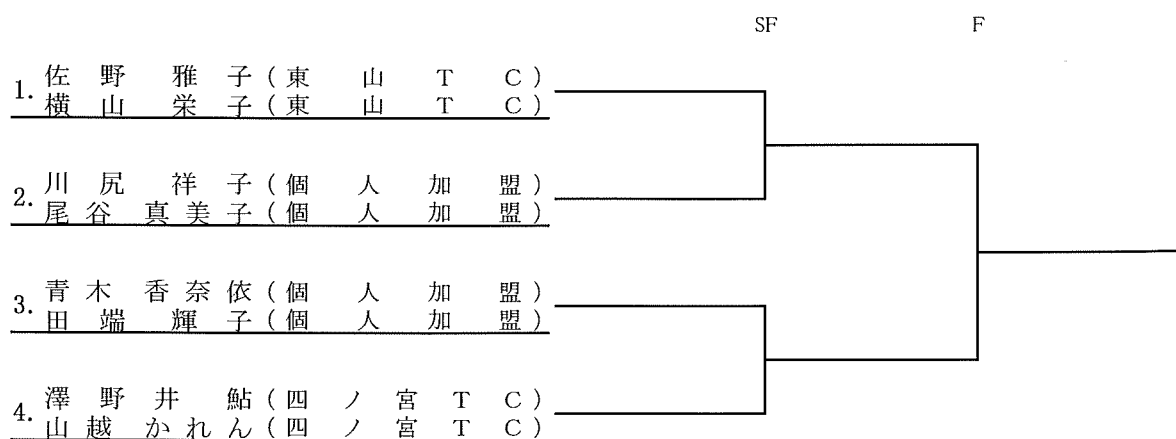 SF F
1. 佐野 雅子(東山TC)
横山 栄子(東山TC)
2. 川尻 祥子(個人加盟)
尾谷 真美子(個人加盟)
3. 青木 香奈依(個人加盟)
田端 輝子(個人加盟)
4. 澤野井 鮎(四ノ宮TC)
山越 かれん(四ノ宮TC)